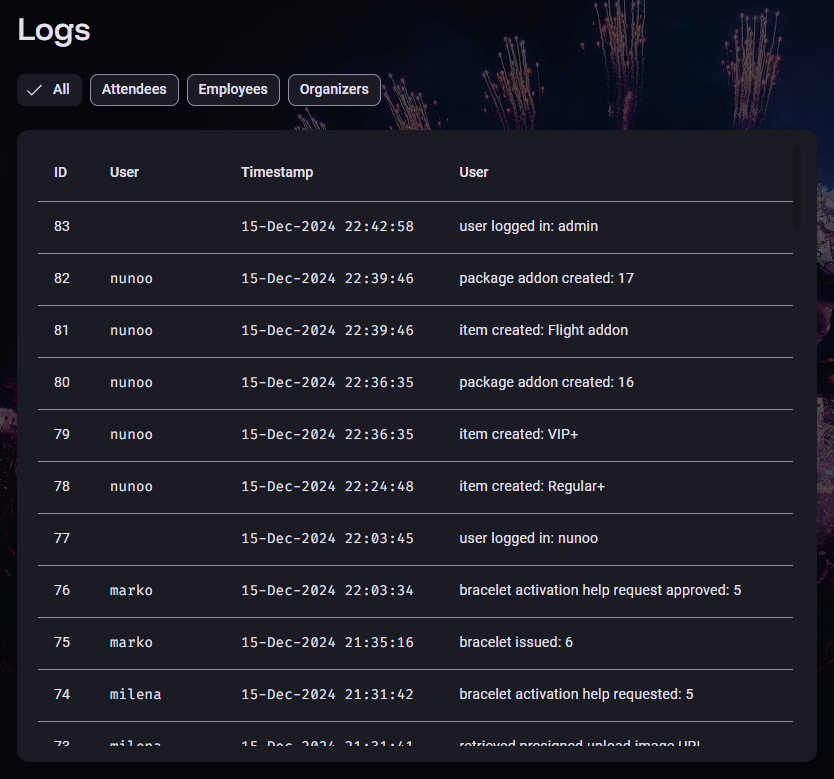 Logs
All Attendees Employees Organizers
ID User Timestamp User
83 15-Dec-2024 22:42:58 user logged in: admin
82 nunoo 15-Dec-2024 22:39:46 package addon created: 17
81 nunoo 15-Dec-2024 22:39:46 item created: Flight addon
80 nunoo 15-Dec-2024 22:36:35 package addon created: 16
79 nunoo 15-Dec-2024 22:36:35 item created: VIP+
78 nunoo 15-Dec-2024 22:24:48 item created: Regular+
77 15-Dec-2024 22:03:45 user logged in: nunoo
76 marko 15-Dec-2024 22:03:34 bracelet activation help request approved: 5
75 marko 15-Dec-2024 21:35:16 bracelet issued: 6
74 milena 15-Dec-2024 21:31:42 bracelet activation help requested: 5
73 milena 15-Dec-2024 21:31:41 retrieved presigned upload image URL